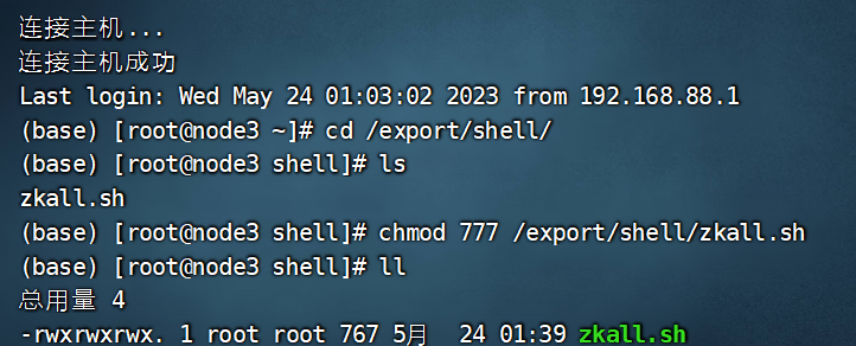 连接主机...
连接主机成功
Last login: Wed May 24 01:03:02 2023 from 192.168.88.1
(base) [root@node3 ~]# cd /export/shell/
(base) [root@node3 shell]# ls
zkall.sh
(base) [root@node3 shell]# chmod 777 /export/shell/zkall.sh
(base) [root@node3 shell]# ll
总用量 4
-rwxrwxrwx. 1 root root 767 5月  24 01:39 zkall.sh